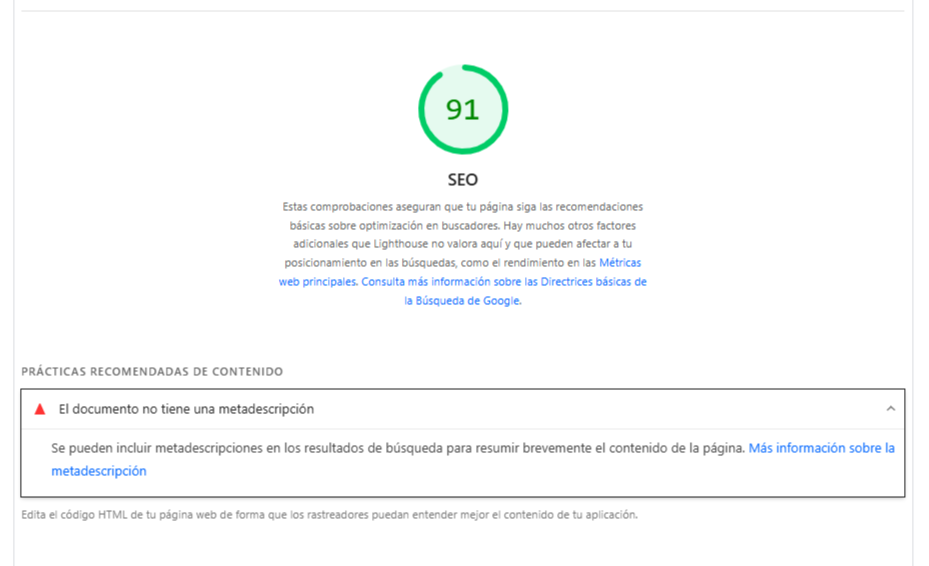 91
SEO
Estas comprobaciones aseguran que tu página siga las recomendaciones
básicas sobre optimización en buscadores. Hay muchos otros factores
adicionales que Lighthouse no valora aquí y que pueden afectar a tu
posicionamiento en las búsquedas, como el rendimiento en las Métricas
web principales. Consulta más información sobre las Directrices básicas de
la Búsqueda de Google.
PRÁCTICAS RECOMENDADAS DE CONTENIDO
El documento no tiene una metadescripción
Se pueden incluir metadescripciones en los resultados de búsqueda para resumir brevemente el contenido de la página. Más información sobre la
metadescripción
Edita el código HTML de tu página web de forma que los rastreadores puedan entender mejor el contenido de tu aplicación.